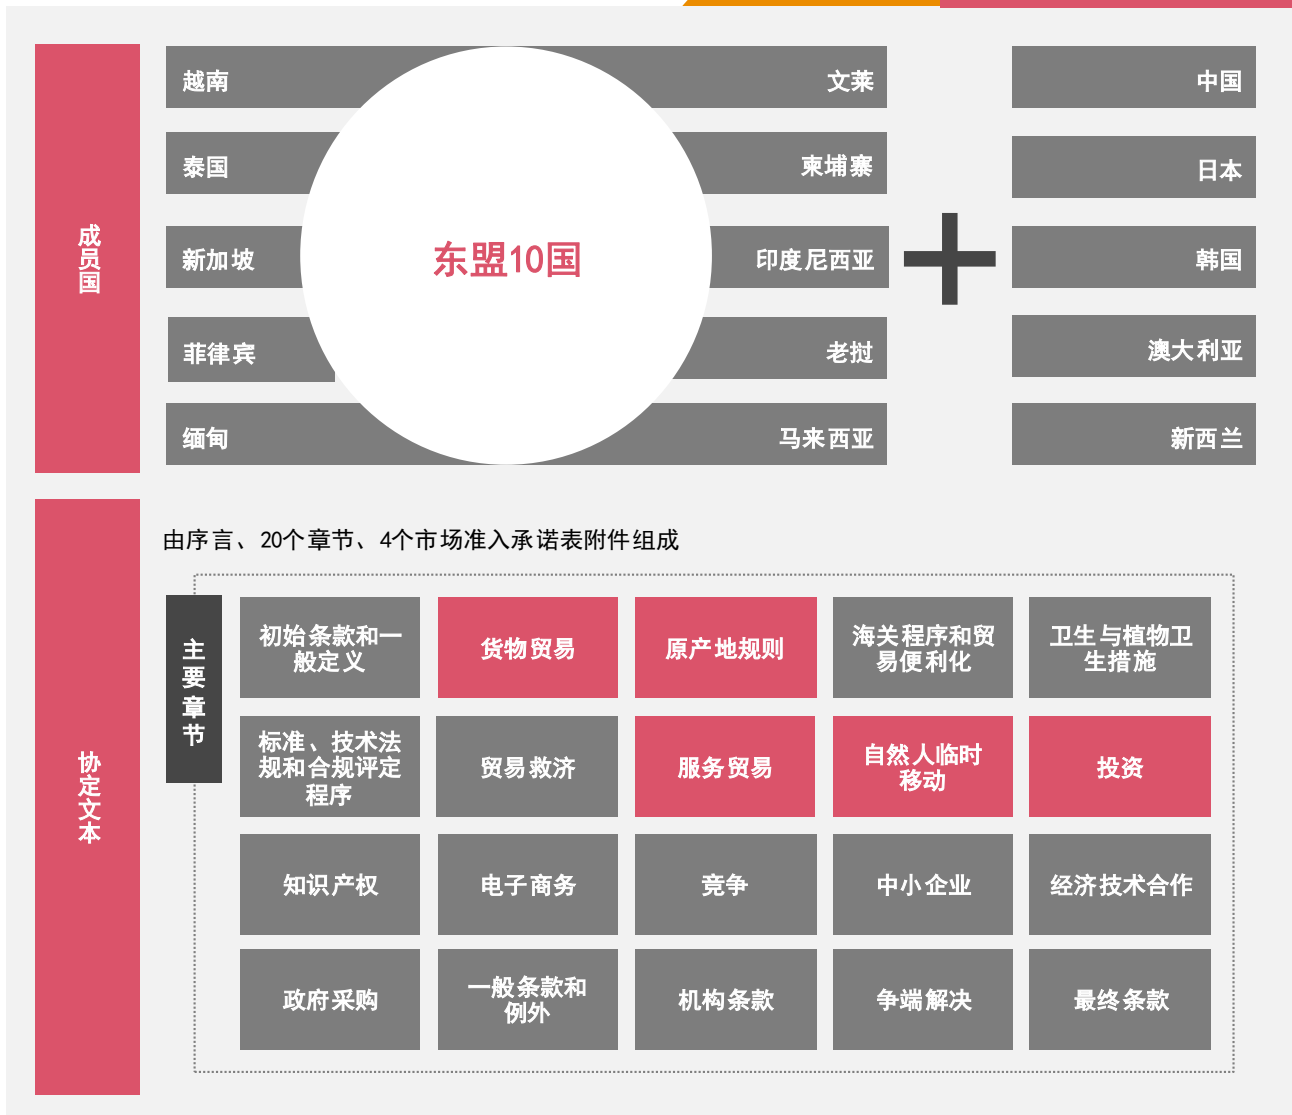 成员国
越南
文莱
中国
泰国
柬埔寨
日本
新加坡
东盟10国
印度尼西亚
韩国
菲律宾
老挝
澳大利亚
缅甸
马来西亚
新西兰
协定文本
由序言、20个章节、4个市场准入承诺表附件组成
主要章节
初始条款和一
般定义
货物贸易
原产地规则
海关程序和贸
易便利化
卫生与植物卫
生措施
标准、技术法
规和合规评定
程序
贸易救济
服务贸易
自然人临时
移动
投资
知识产权
电子商务
竞争
中小企业
经济技术合作
政府采购
一般条款和
例外
机构条款
争端解决
最终条款